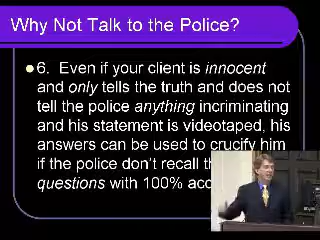 Why Not Talk to the Police?
6. Even if your client is innocent
and only tells the truth and does not
tell the police anything incriminating
and his statement is videotaped, his
answers can be used to crucify him
if the police don't recall
questions with 100%